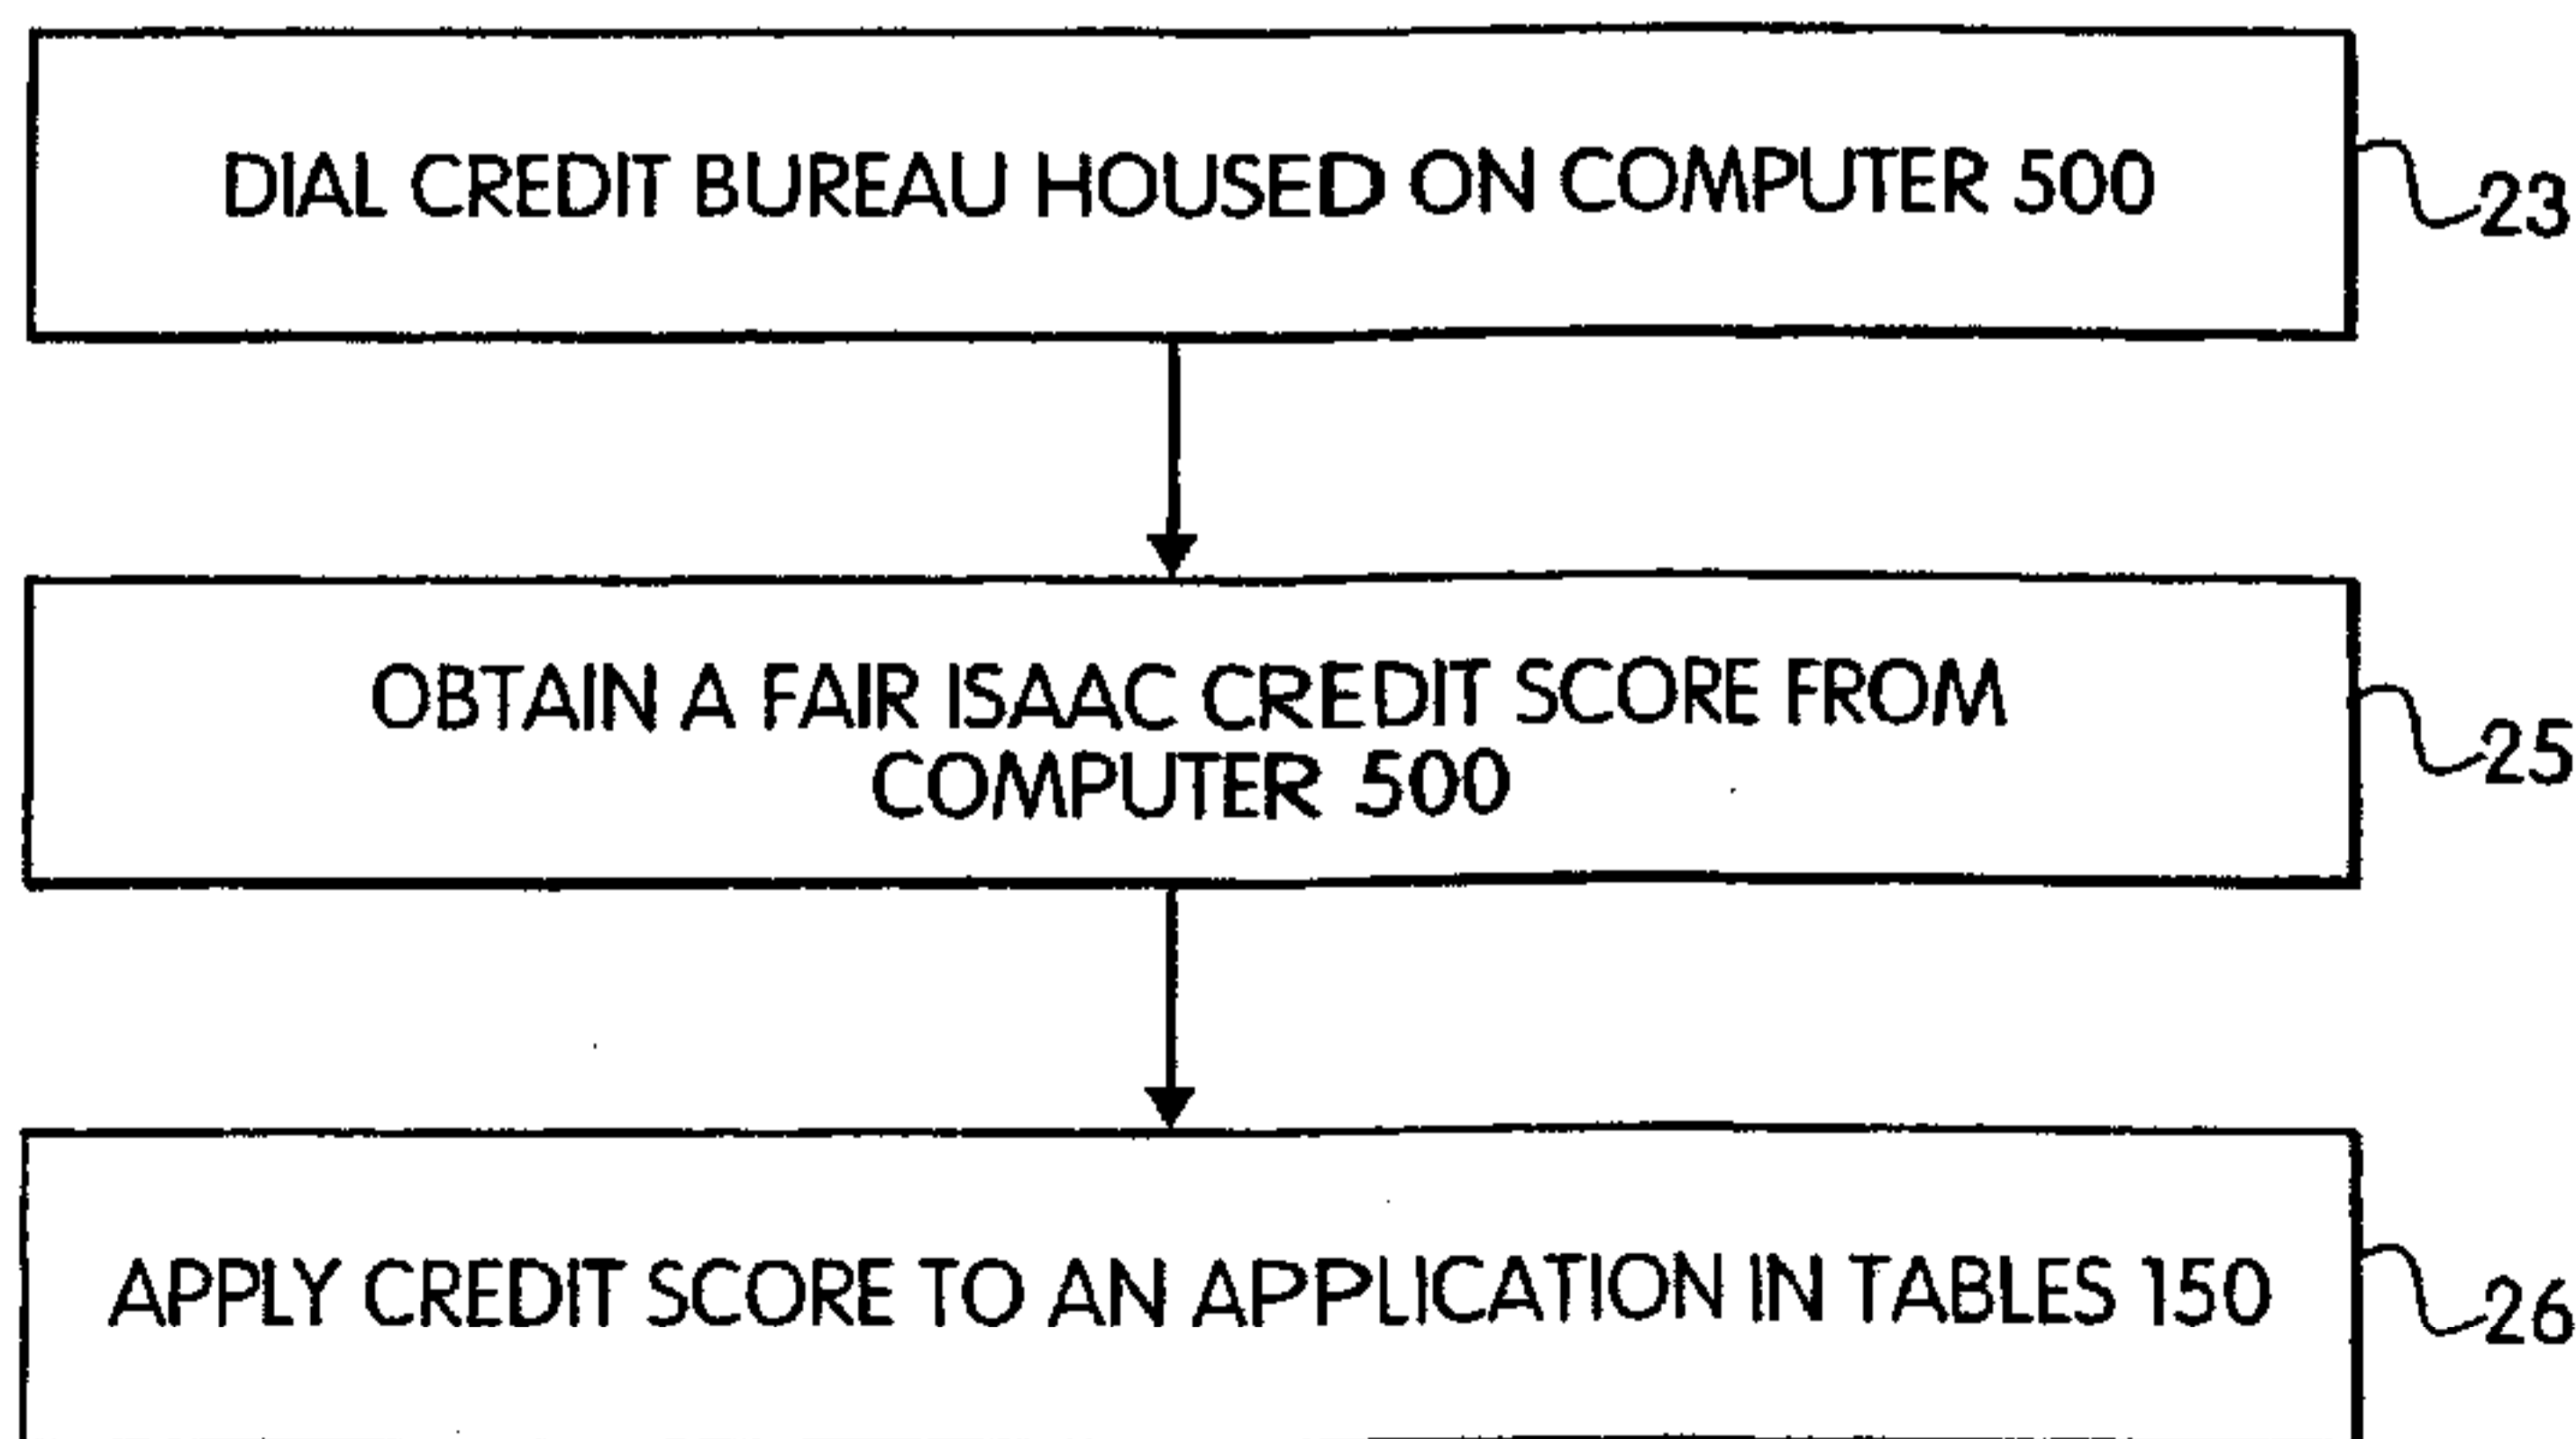 DIAL CREDIT BUREAU HOUSED ON COMPUTER 500
23
OBTAIN A FAIR ISAAC CREDIT SCORE FROM
COMPUTER 500
25
APPLY CREDIT SCORE TO AN APPLICATION IN TABLES 150
26